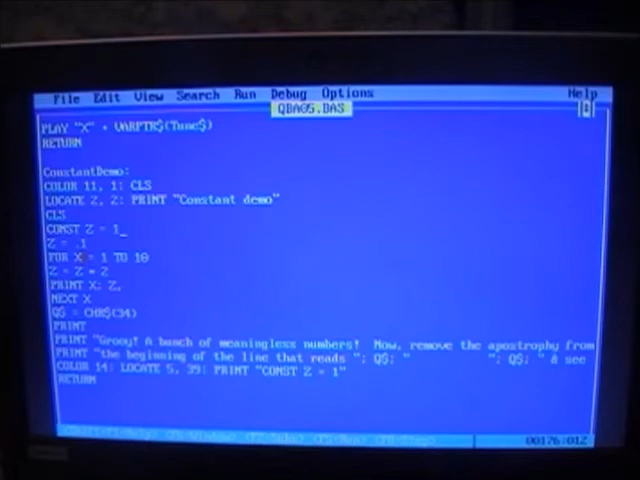 File Edit View Search Run Debug Options Help
QBA05.BAS
PLAY "X" + VARPTR$(Tune$)
RETURN
ConstantDemo:
COLOR 11, 1: CLS
LOCATE 2, 2: PRINT "Constant demo"
CLS
CONST Z = 1_
Z = .1
FOR X = 1 TO 10
Z = Z * 2
PRINT X; Z,
NEXT X
Q$ = CHR$(34)
PRINT
PRINT "Groovy! A bunch of meaningless numbers!  Now, remove the apostrophy from
PRINT "the beginning of the line that reads "; Q$; "            "; Q$; " & see
COLOR 14: LOCATE 5, 39: PRINT "CONST Z = 1"
RETURN
00176:012